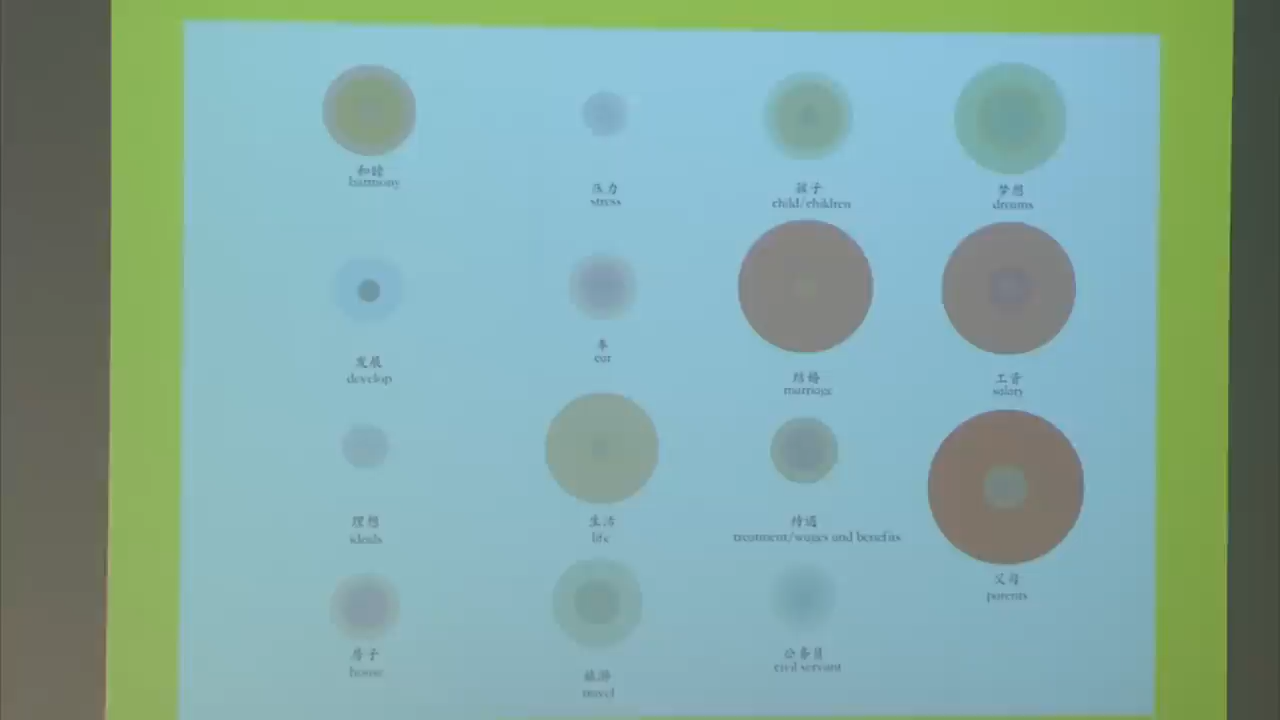 和睦
harmony
压力
stress
孩子
child/children
梦想
dreams
发展
develop
车
car
结婚
marriage
工资
salary
理想
ideals
生活
life
待遇
treatment/wages and benefits
父母
parents
房子
house
旅游
travel
公务员
civil servant